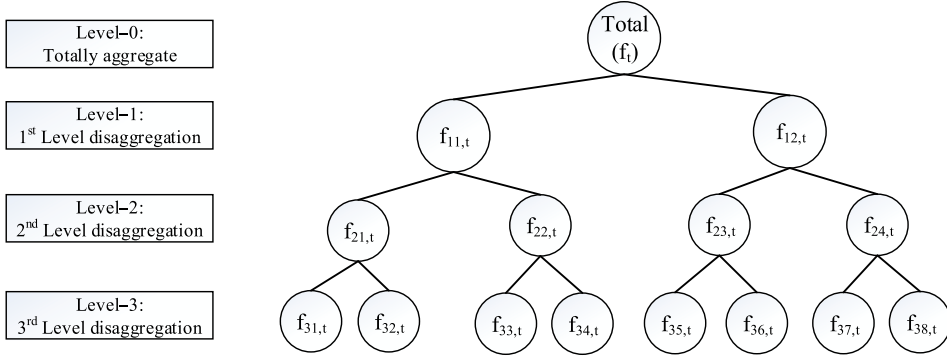 Level–0:
Totally aggregate
Total
(fₜ)
Level–1:
1ˢᵗ Level disaggregation
f₁₁,ₜ
f₁₂,ₜ
Level–2:
2ⁿᵈ Level disaggregation
f₂₁,ₜ
f₂₂,ₜ
f₂₃,ₜ
f₂₄,ₜ
Level–3:
3ʳᵈ Level disaggregation
f₃₁,ₜ
f₃₂,ₜ
f₃₃,ₜ
f₃₄,ₜ
f₃₅,ₜ
f₃₆,ₜ
f₃₇,ₜ
f₃₈,ₜ